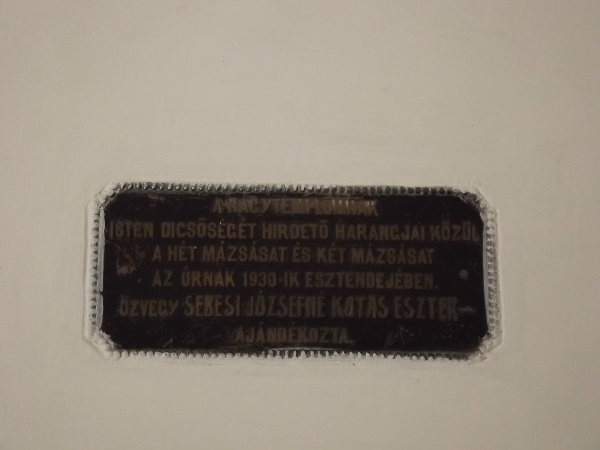 A NAGYTEMPLOMNAK
ISTEN DICSŐSÉGÉT HIRDETŐ HARANGJAI KÖZÜL
A HÉT MÁZSÁSAT ÉS KÉT MÁZSÁSAT
AZ ÚRNAK 1930-IK ESZTENDEJÉBEN.
ÖZVEGY SEBESI JÓZSEFNÉ KATAS ESZTER
AJÁNDÉKOZTA.